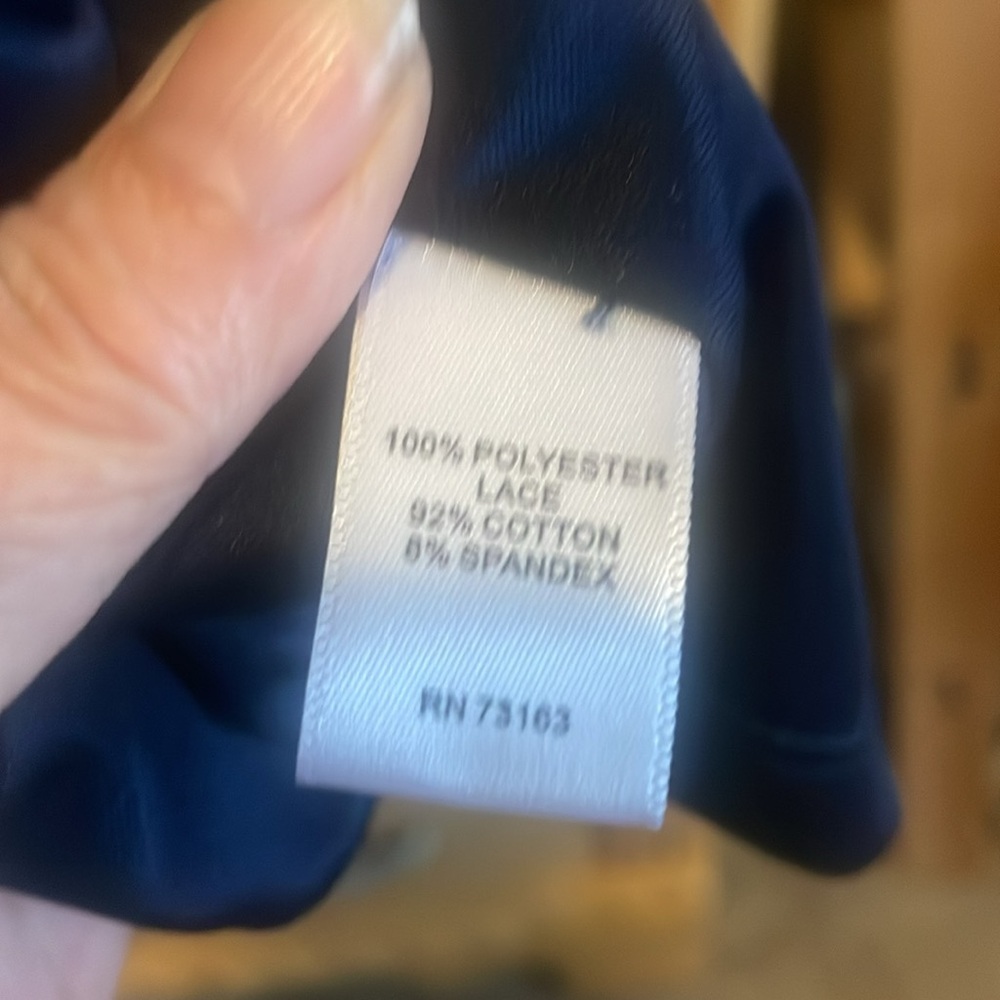 100% POLYESTER
LACE
92% COTTON
8% SPANDEX
RN 73163